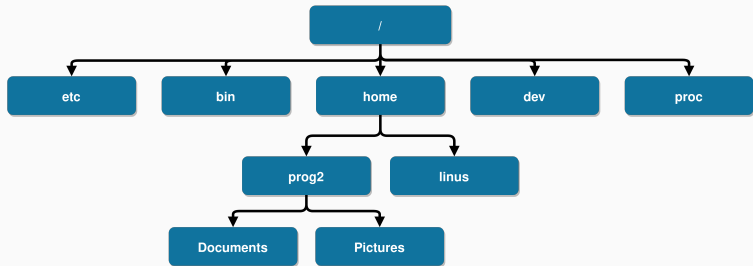 /
etc bin home dev proc
prog2 linus
Documents Pictures